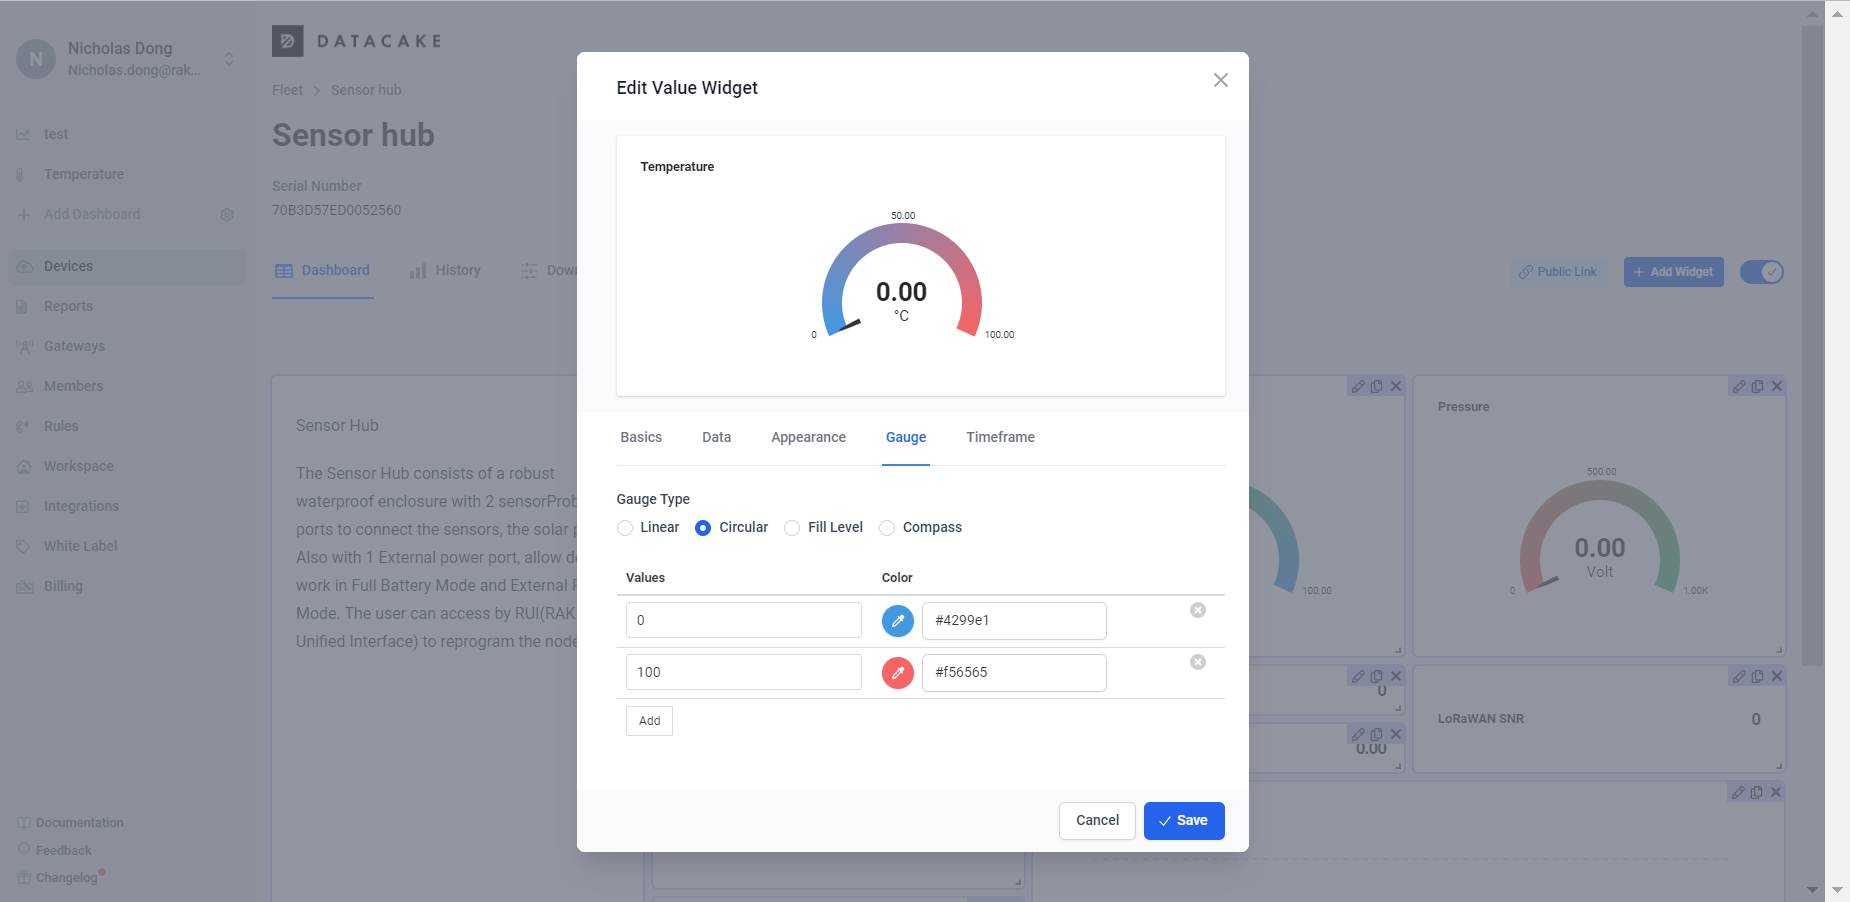 N
Nicholas Dong
Nicholas.dong@rak...
test
Temperature
Add Dashboard
Devices
Reports
Gateways
Members
Rules
Workspace
Integrations
White Label
Billing
Documentation
Feedback
Changelog
DATACAKE
Fleet > Sensor hub
Sensor hub
Serial Number
70B3D57ED0052560
Dashboard
History
Dow
Public Link
+ Add Widget
Sensor Hub
The Sensor Hub consists of a robust
waterproof enclosure with 2 sensorProb
ports to connect the sensors, the solar
Also with 1 External power port, allow
work in Full Battery Mode and External
Mode. The user can access by RUI(RAK
Unified Interface) to reprogram the node
Edit Value Widget
Temperature
50.00
0.00
°C
0
100.00
Basics
Data
Appearance
Gauge
Timeframe
Gauge Type
Linear
Circular
Fill Level
Compass
Values
Color
0
#4299e1
100
#f56565
Add
Cancel
Save
100.00
Pressure
500.00
0.00
Volt
0
1.00K
0
0.00
LoRaWAN SNR
0